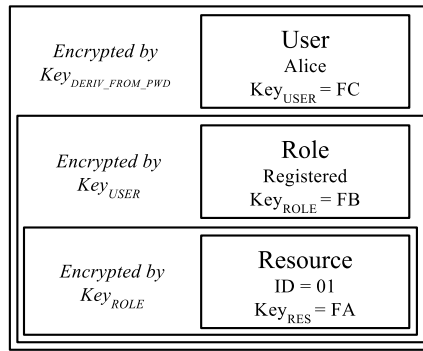 Encrypted by
Key_DERIV_FROM_PWD
User
Alice
Key_USER = FC
Encrypted by
Key_USER
Role
Registered
Key_ROLE = FB
Encrypted by
Key_ROLE
Resource
ID = 01
Key_RES = FA